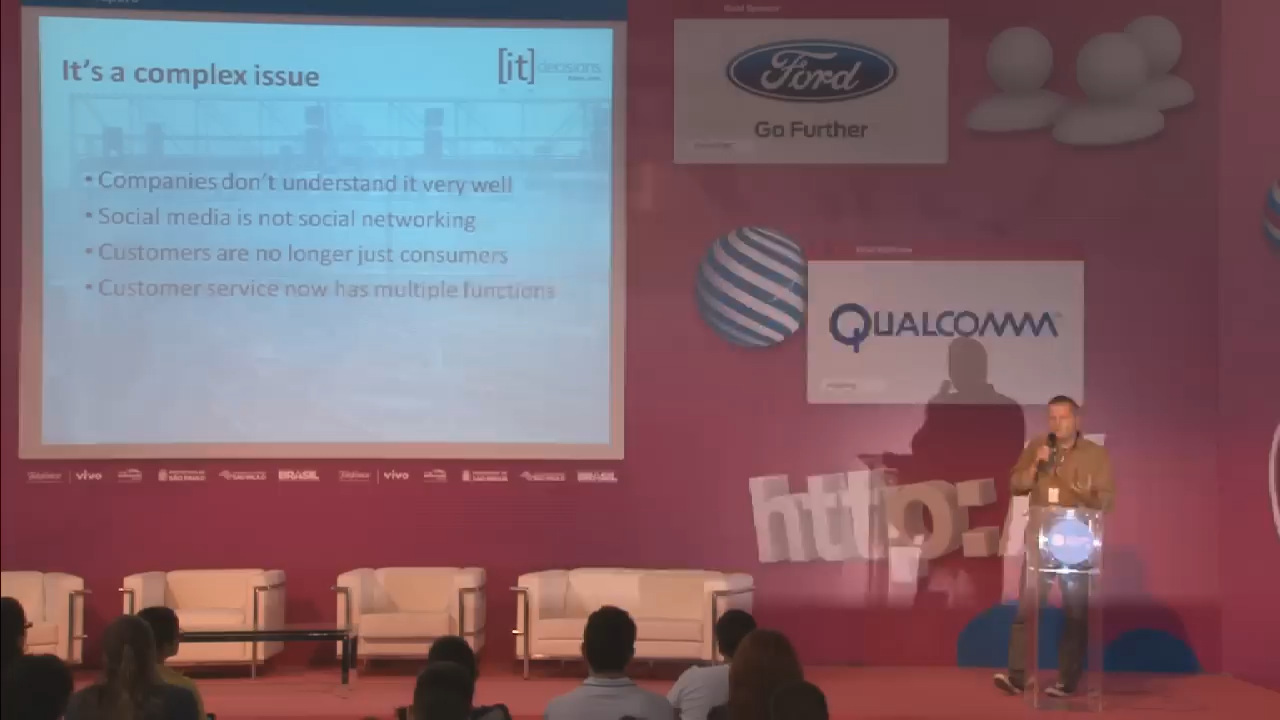 It's a complex issue
[it] decisions
• Companies don't understand it very well
• Social media is not social networking
• Customers are no longer just consumers
• Customer service now has multiple functions
vivo
BRASIL
vivo
BRASIL
Ford
Go Further
QUALCOMM
http:/